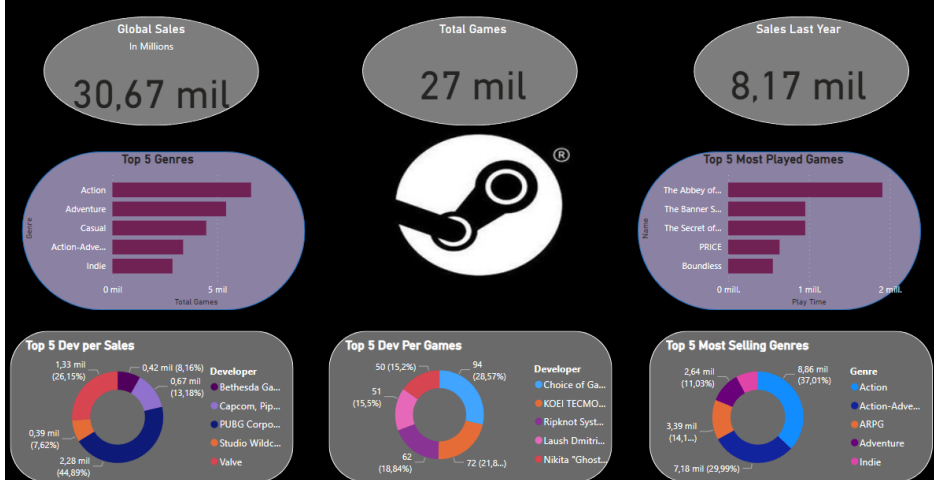 Global Sales
In Millions
30,67 mil
Total Games
27 mil
Sales Last Year
8,17 mil
Top 5 Genres
Genre
Action
Adventure
Casual
Action-Adve...
Indie
0 mil
5 mil
Total Games
®
Top 5 Most Played Games
Name
The Abbey of...
The Banner S...
The Secret of...
PRICE
Boundless
0 mill.
1 mill.
2 mill.
Play Time
Top 5 Dev per Sales
1,33 mil
(26,15%)
0,42 mil (8,16%)
0,67 mil
(13,18%)
0,39 mil
(7,62%)
2,28 mil
(44,89%)
Developer
Bethesda Ga...
Capcom, Pip...
PUBG Corpo...
Studio Wildc...
Valve
Top 5 Dev Per Games
50 (15,2%)
94
(28,57%)
51
(15,5%)
62
(18,84%)
72 (21,8...)
Developer
Choice of Ga...
KOEI TECMO...
Ripknot Syst...
Laush Dmitri...
Nikita "Ghost...
Top 5 Most Selling Genres
2,64 mil
(11,03%)
8,86 mil
(37,01%)
3,39 mil
(14,1...)
7,18 mil (29,99%)
Genre
Action
Action-Adve...
ARPG
Adventure
Indie